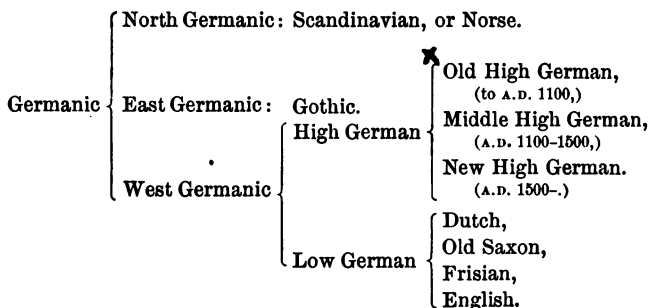 North Germanic: Scandinavian, or Norse.
Germanic East Germanic: Gothic.
West Germanic
High German
Old High German,
(to A.D. 1100,)
Middle High German,
(A.D. 1100–1500,)
New High German.
(A.D. 1500–.)
Low German
Dutch,
Old Saxon,
Frisian,
English.